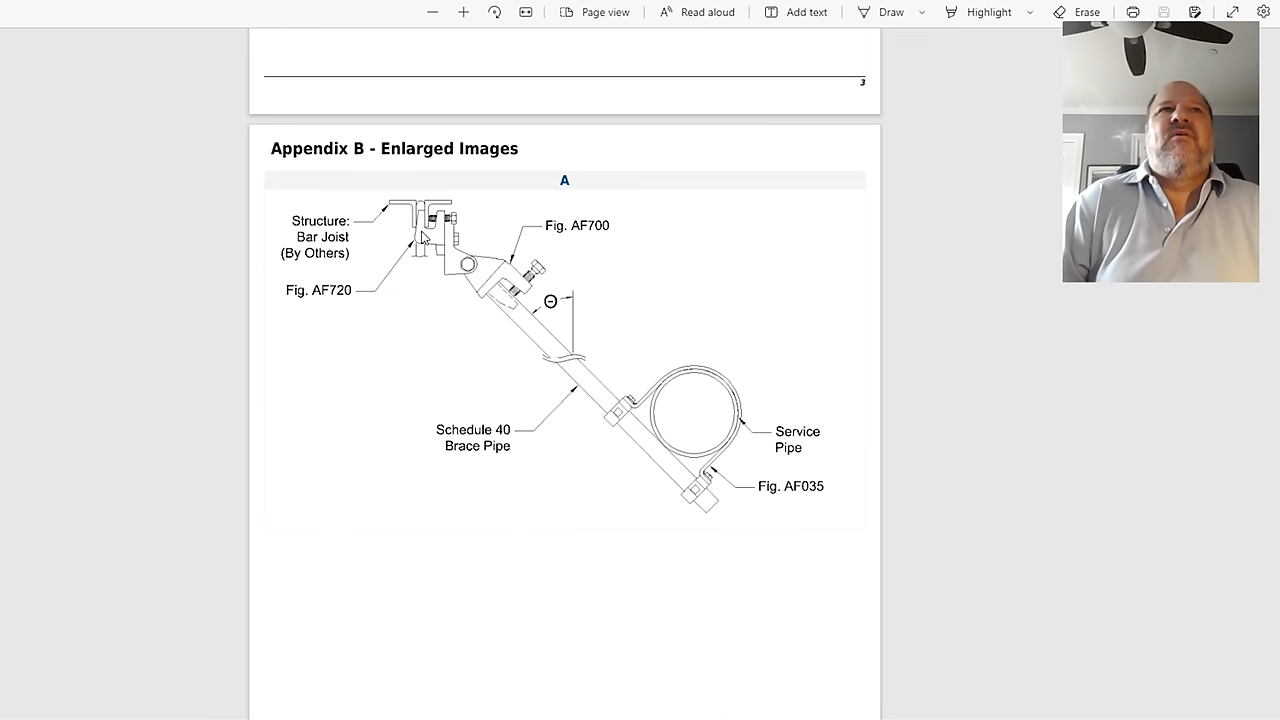 Page view
Read aloud
Add text
Draw
Highlight
Erase
3
Appendix B - Enlarged Images
A
Structure:
Bar Joist
(By Others)
Fig. AF700
Fig. AF720
Θ
Schedule 40
Brace Pipe
Service
Pipe
Fig. AF035